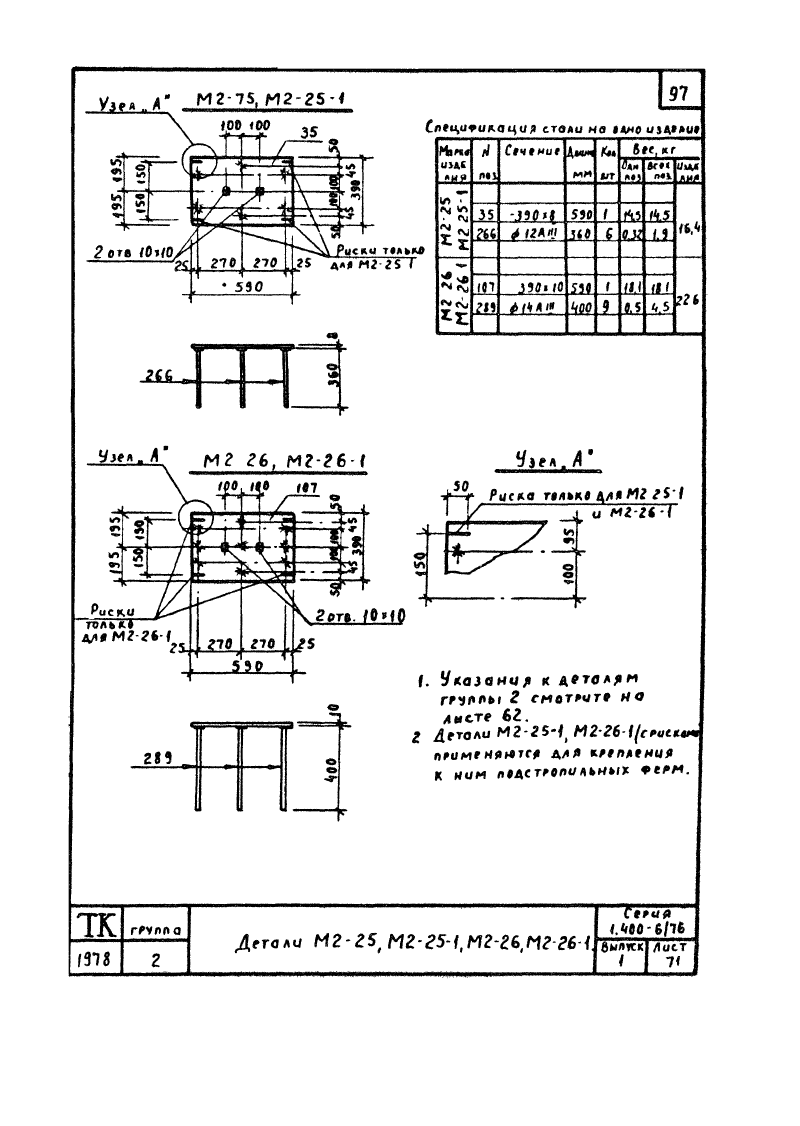 97
Узел „А"
М2-75, М2-25-1
100 100
35
50
195
150
195
150
45
100
100
390
45
50
2 отв 10×10
Риски только
для М2-25 1
25 270 270 25
590
8
266
360
Спецификация стали на одно изделие
Марка изделия
N поз.
Сечение
Длина мм
Кол шт
Вес, кг
Одн поз
Всех поз.
Изделия
М2-25
М2 25-1
35 -390×8 590 1 14,5 14,5
266 ф 12АIII 360 6 0,32 1,9
16,4
М2 26
М2-26 1
107 390×10 590 1 18,1 18 1
289 ф 14АIII 400 9 0,5 4,5
22 6
Узел „А"
М2 26, М2-26-1
100 100
107
50
195
150
195
150
45
100
100
390
45
50
Риски
только
для М2-26-1
2 отв. 10×10
25 270 270 25
590
10
289
400
Узел „А"
50
Риска только для М2 25-1
и М2-26-1
150
95
100
1. Указания к деталям
группы 2 смотрите на
листе 62.
2 Детали М2-25-1, М2-26-1/с рисками
применяются для крепления
к ним подстропильных ферм.
ТК
группа
1978
2
Детали М2-25, М2-25-1, М2-26, М2-26-1.
Серия
1.400-6/76
Выпуск
1
Лист
71